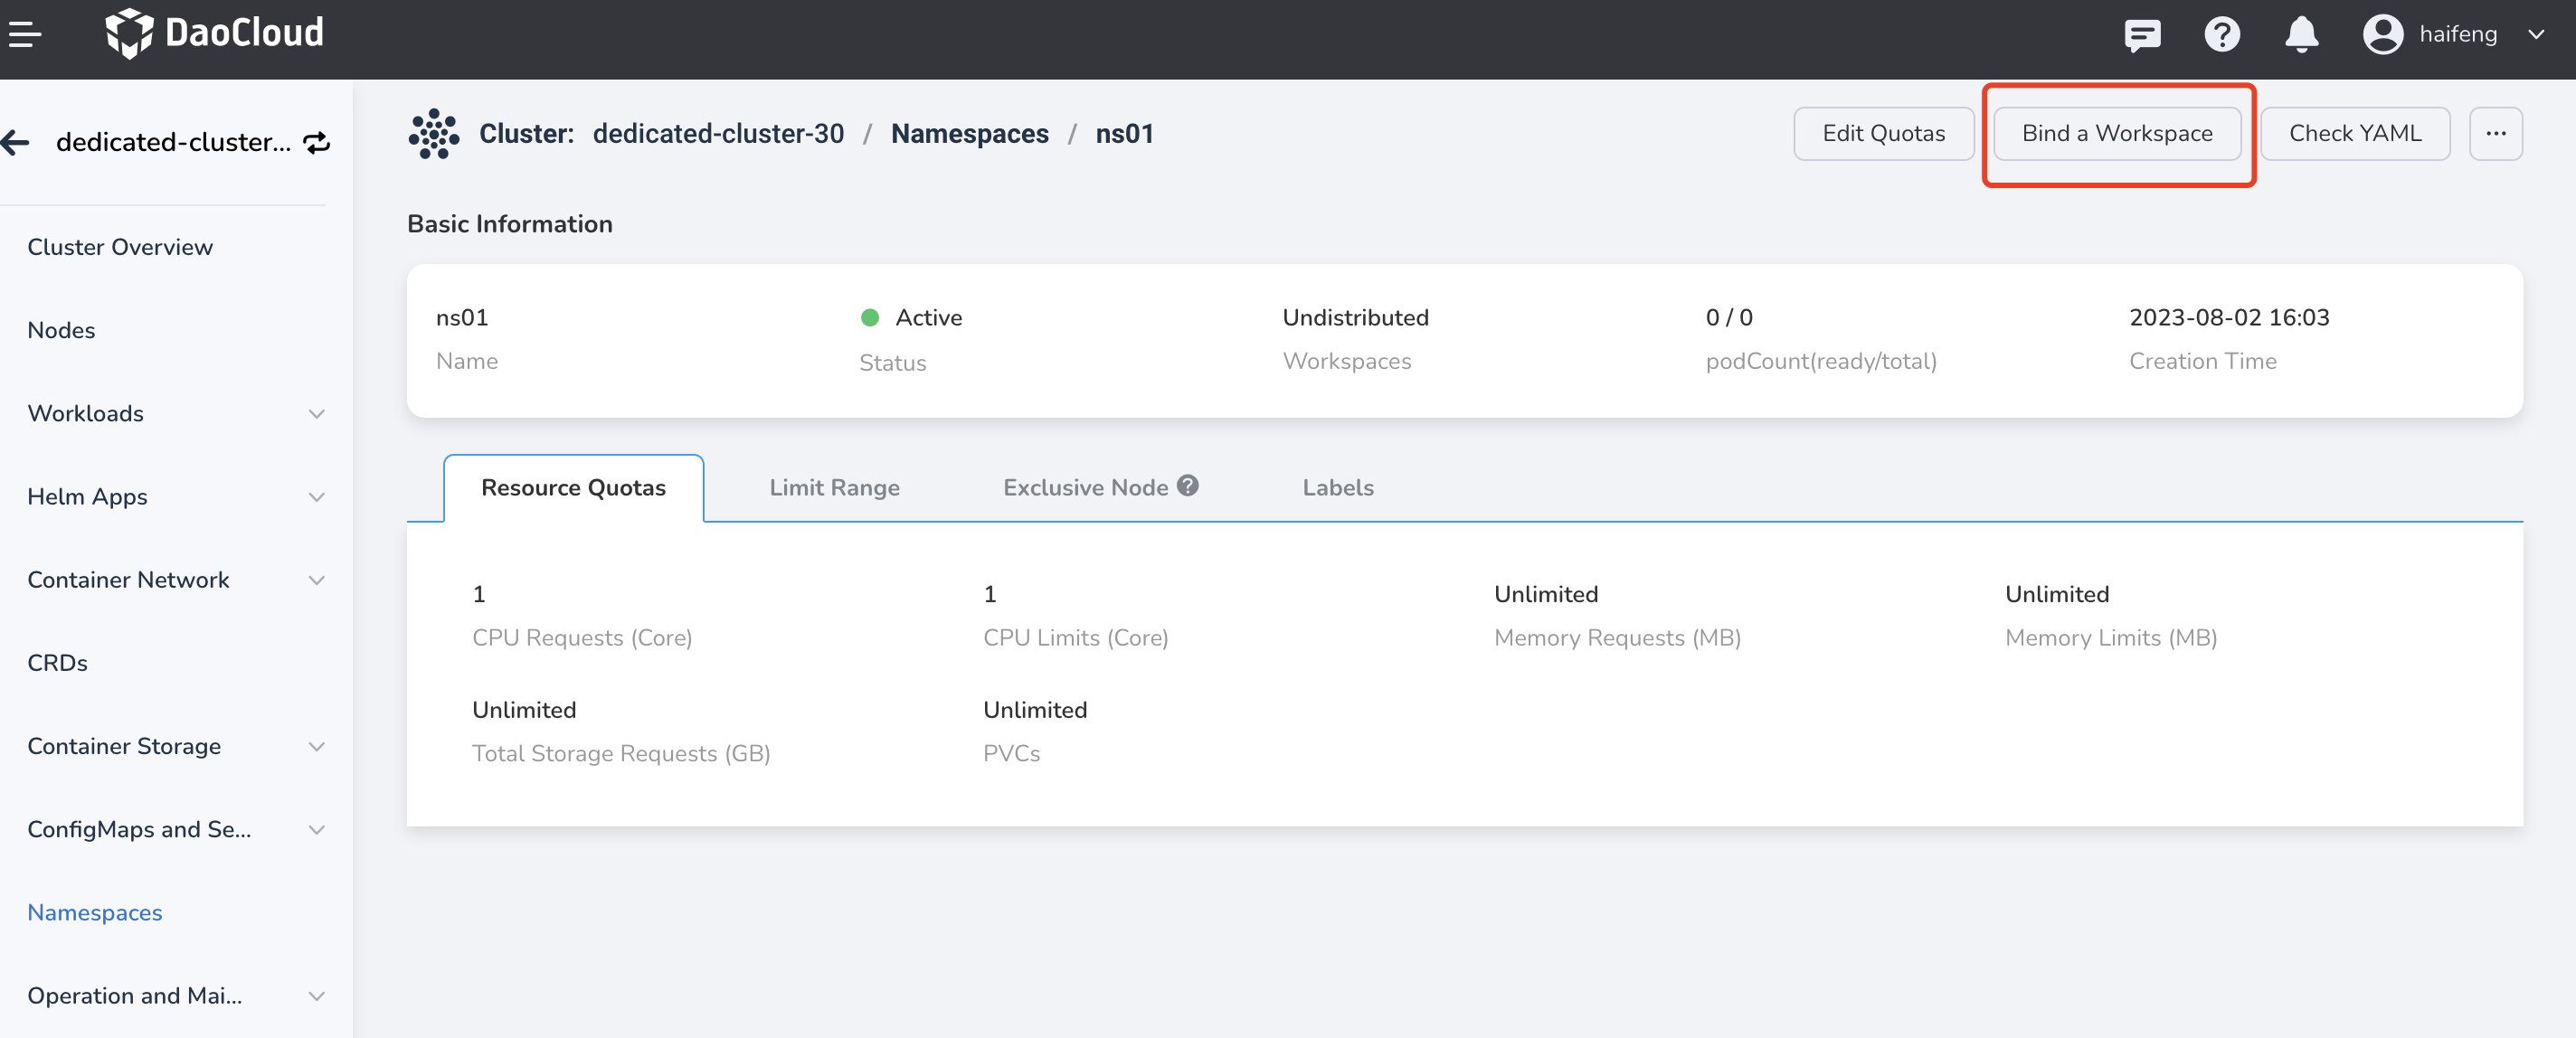 DaoCloud
haifeng
dedicated-cluster...
Cluster: dedicated-cluster-30 / Namespaces / ns01
Edit Quotas
Bind a Workspace
Check YAML
...
Cluster Overview
Nodes
Workloads
Helm Apps
Container Network
CRDs
Container Storage
ConfigMaps and Se...
Namespaces
Operation and Mai...
Basic Information
ns01
Name
Active
Status
Undistributed
Workspaces
0 / 0
podCount(ready/total)
2023-08-02 16:03
Creation Time
Resource Quotas
Limit Range
Exclusive Node ?
Labels
1
CPU Requests (Core)
1
CPU Limits (Core)
Unlimited
Memory Requests (MB)
Unlimited
Memory Limits (MB)
Unlimited
Total Storage Requests (GB)
Unlimited
PVCs